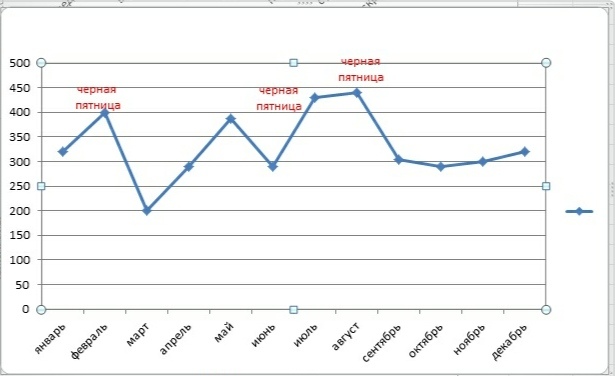 черная
пятница
500
черная
пятница
черная
пятница
450
400
350
300
250
200
150
100
50
0
январь
февраль
март
апрель
май
июнь
июль
август
сентябрь
октябрь
ноябрь
декабрь